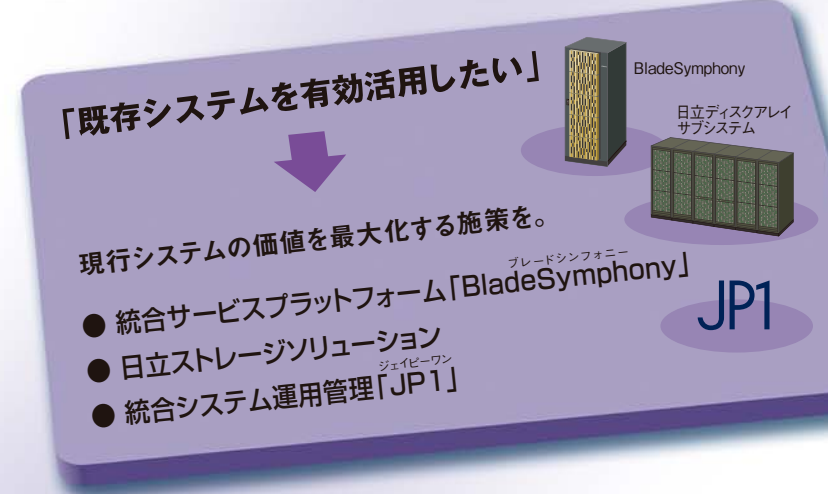 「既存システムを有効活用したい」
BladeSymphony
日立ディスクアレイ
サブシステム
現行システムの価値を最大化する施策を。
ブレードシンフォニー
● 統合サービスプラットフォーム「BladeSymphony」
● 日立ストレージソリューション
ジェイピーワン
● 統合システム運用管理「JP1」
JP1